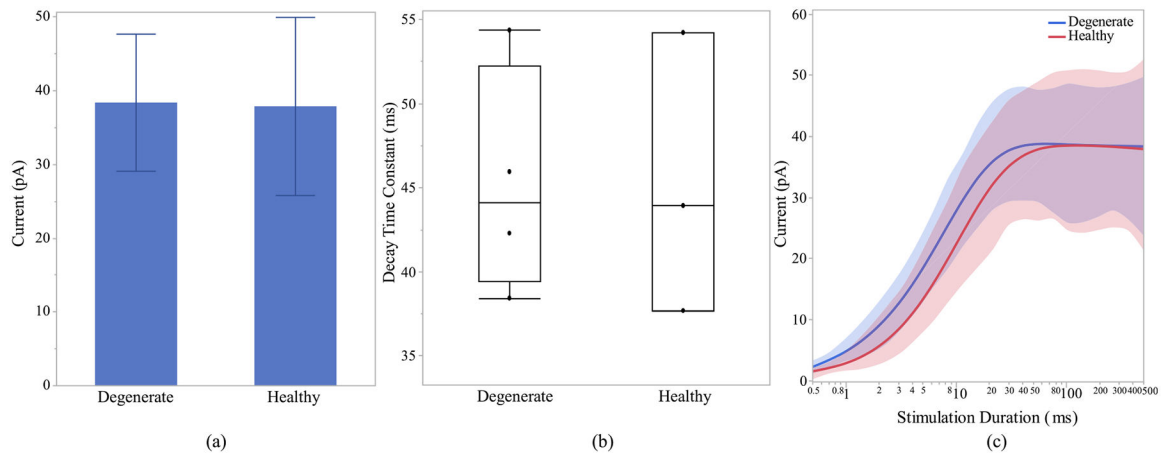 50
40
30
20
10
0
Current (pA)
Degenerate
Healthy
(a)
55
50
45
40
35
Decay Time Constant (ms)
Degenerate
Healthy
(b)
60
50
40
30
20
10
0
Current (pA)
Degenerate
Healthy
0.5 0.8 1 2 3 4 5 8 10 20 30 40 50 80 100 200 300 400 500
Stimulation Duration (ms)
(c)